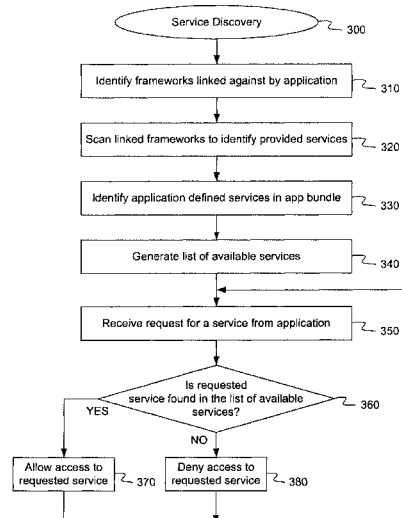 Service Discovery
300
Identify frameworks linked against by application
310
Scan linked frameworks to identify provided services
320
Identify application defined services in app bundle
330
Generate list of available services
340
Receive request for a service from application
350
Is requested
service found in the list of available
services?
360
YES
NO
Allow access to
requested service
370
Deny access to
requested service
380